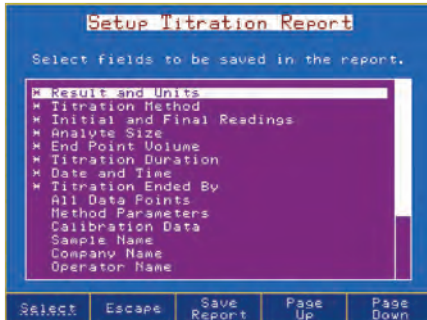 Setup Titration Report
Select fields to be saved in the report.
* Result and Units
* Titration Method
* Initial and Final Readings
* Analyte Size
* End Point Volume
* Titration Duration
* Date and Time
* Titration Ended By
All Data Points
Method Parameters
Calibration Data
Sample Name
Company Name
Operator Name
Select
Escape
Save Report
Page Up
Page Down